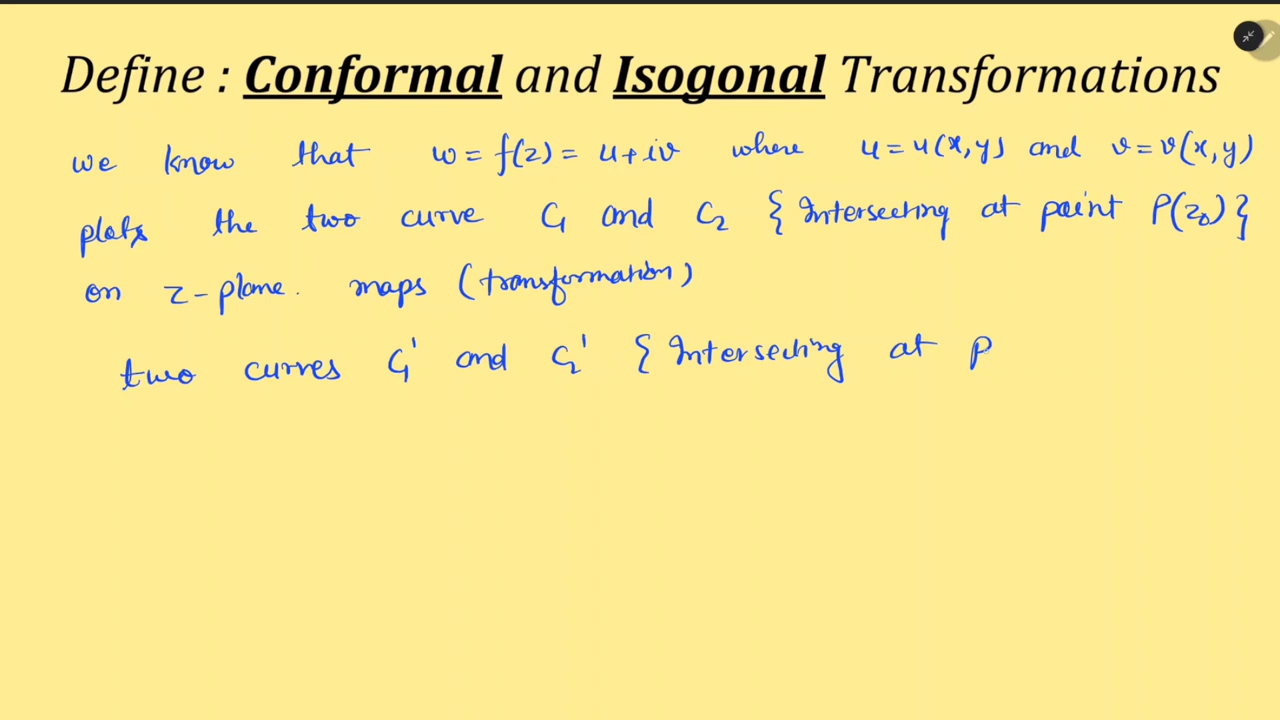 Define : Conformal and Isogonal Transformations
we know that w = f(z) = u+iv where u = u(x,y) and v = v(x,y)
plots the two curve C1 and C2 { Intersecting at point P(z0)}
on z-plane. maps (transformation)
two curves C1' and C2' { Intersecting at P